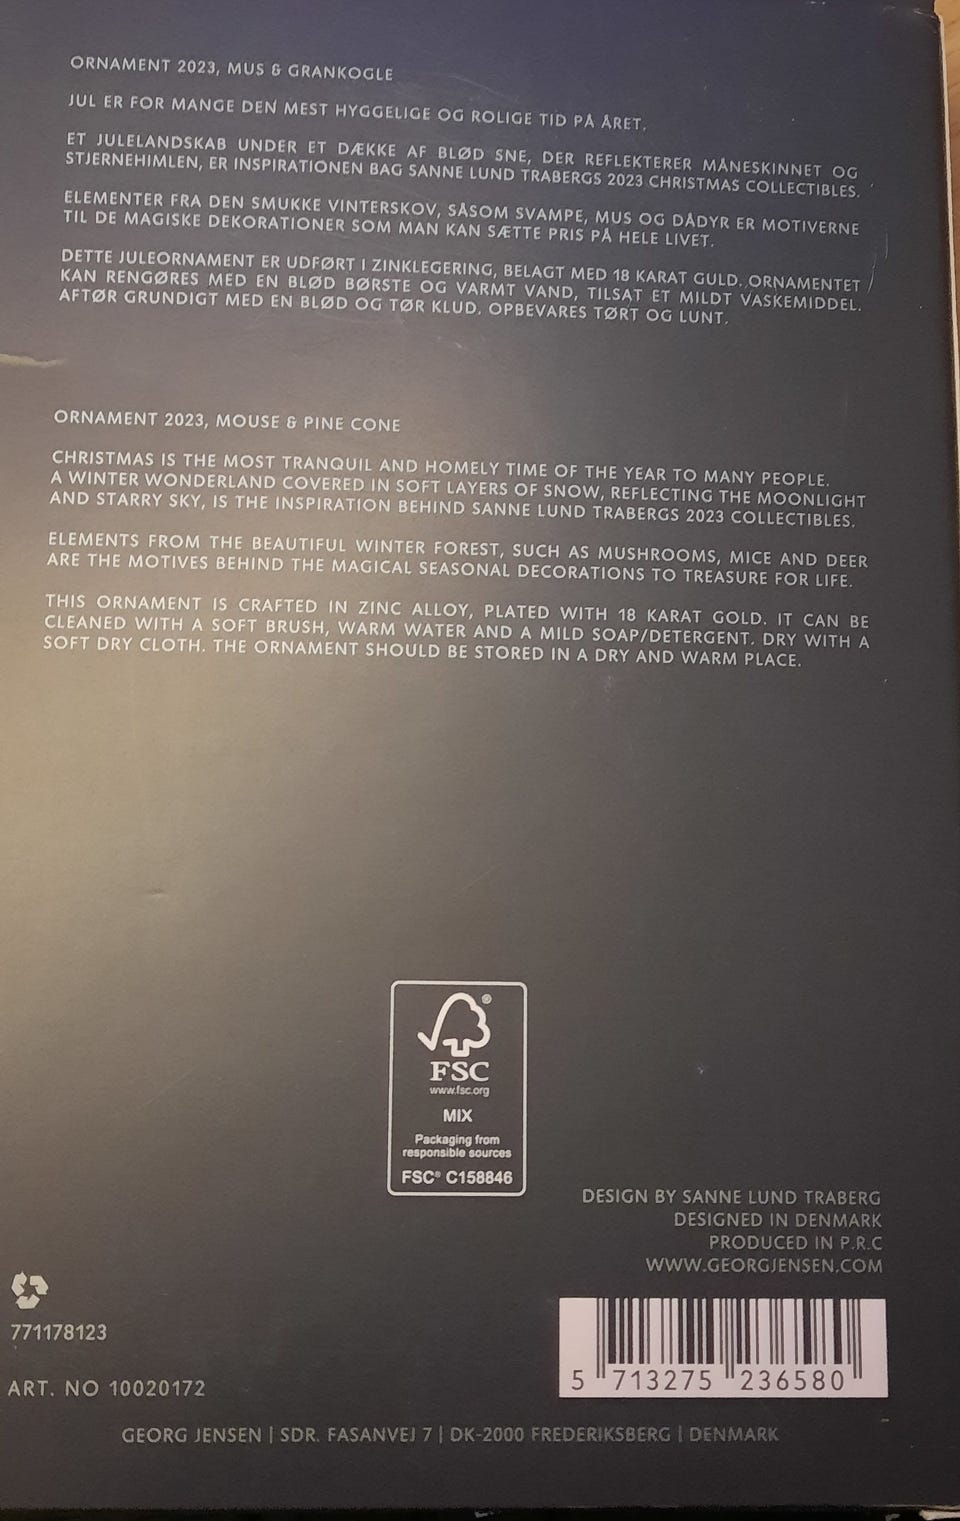 ORNAMENT 2023, MUS & GRANKOGLE
JUL ER FOR MANGE DEN MEST HYGGELIGE OG ROLIGE TID PÅ ÅRET.
ET JULELANDSKAB UNDER ET DÆKKE AF BLØD SNE, DER REFLEKTERER MÅNESKINNET OG
STJERNEHIMLEN, ER INSPIRATIONEN BAG SANNE LUND TRABERGS 2023 CHRISTMAS COLLECTIBLES.
ELEMENTER FRA DEN SMUKKE VINTERSKOV, SÅSOM SVAMPE, MUS OG DÅDYR ER MOTIVERNE
TIL DE MAGISKE DEKORATIONER SOM MAN KAN SÆTTE PRIS PÅ HELE LIVET.
DETTE JULEORNAMENT ER UDFØRT I ZINKLEGERING, BELAGT MED 18 KARAT GULD. ORNAMENTET
KAN RENGØRES MED EN BLØD BØRSTE OG VARMT VAND, TILSAT ET MILDT VASKEMIDDEL.
AFTØR GRUNDIGT MED EN BLØD OG TØR KLUD. OPBEVARES TØRT OG LUNT.
ORNAMENT 2023, MOUSE & PINE CONE
CHRISTMAS IS THE MOST TRANQUIL AND HOMELY TIME OF THE YEAR TO MANY PEOPLE.
A WINTER WONDERLAND COVERED IN SOFT LAYERS OF SNOW, REFLECTING THE MOONLIGHT
AND STARRY SKY, IS THE INSPIRATION BEHIND SANNE LUND TRABERGS 2023 COLLECTIBLES.
ELEMENTS FROM THE BEAUTIFUL WINTER FOREST, SUCH AS MUSHROOMS, MICE AND DEER
ARE THE MOTIVES BEHIND THE MAGICAL SEASONAL DECORATIONS TO TREASURE FOR LIFE.
THIS ORNAMENT IS CRAFTED IN ZINC ALLOY, PLATED WITH 18 KARAT GOLD. IT CAN BE
CLEANED WITH A SOFT BRUSH, WARM WATER AND A MILD SOAP/DETERGENT. DRY WITH A
SOFT DRY CLOTH. THE ORNAMENT SHOULD BE STORED IN A DRY AND WARM PLACE.
®
FSC
www.fsc.org
MIX
Packaging from
responsible sources
FSC® C158846
DESIGN BY SANNE LUND TRABERG
DESIGNED IN DENMARK
PRODUCED IN P.R.C
WWW.GEORGJENSEN.COM
771178123
ART. NO 10020172
5 713275 236580
GEORG JENSEN | SDR. FASANVEJ 7 | DK-2000 FREDERIKSBERG | DENMARK